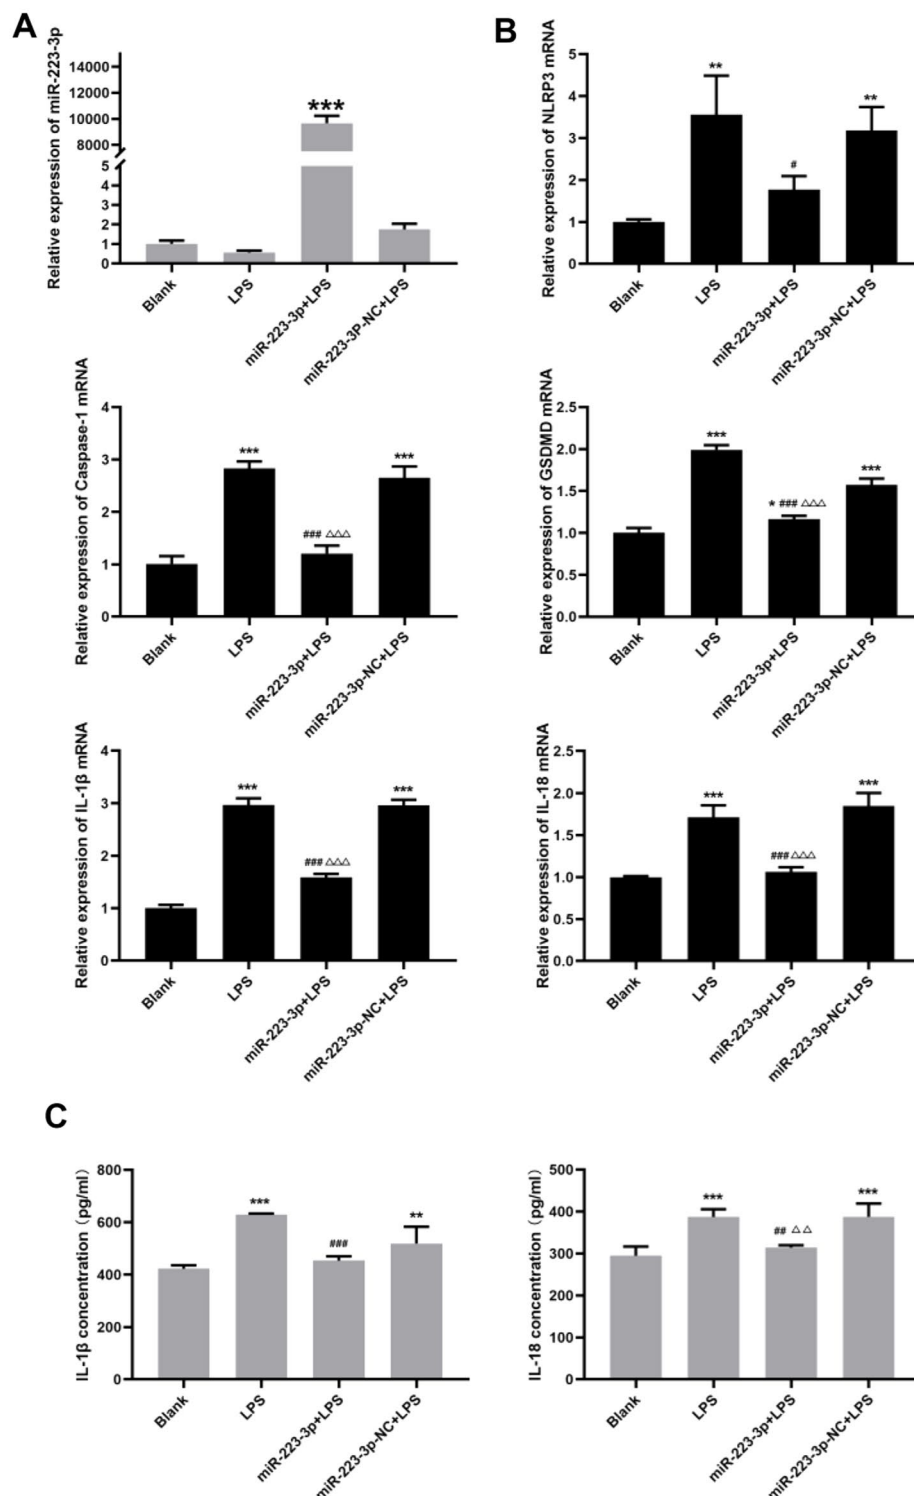 A
Relative expression of miR-223-3p
14000
12000
10000
8000
5
4
3
2
1
0
***
Blank
LPS
miR-223-3p+LPS
miR-223-3P-NC+LPS
B
Relative expression of NLRP3 mRNA
5
4
3
2
1
0
**
#
**
Blank
LPS
miR-223-3p+LPS
miR-223-3p-NC+LPS
Relative expression of Caspase-1 mRNA
4
3
2
1
0
***
### △△△
***
Blank
LPS
miR-223-3p+LPS
miR-223-3p-NC+LPS
Relative expression of GSDMD mRNA
2.5
2.0
1.5
1.0
0.5
0.0
***
* ### △△△
***
Blank
LPS
miR-223-3p+LPS
miR-223-3p-NC+LPS
Relative expression of IL-1β mRNA
4
3
2
1
0
***
### △△△
***
Blank
LPS
miR-223-3p+LPS
miR-223-3p-NC+LPS
Relative expression of IL-18 mRNA
2.5
2.0
1.5
1.0
0.5
0.0
***
### △△△
***
Blank
LPS
miR-223-3p+LPS
miR-223-3p-NC+LPS
C
IL-1β concentration（pg/ml）
800
600
400
200
0
***
###
**
Blank
LPS
miR-223-3p+LPS
miR-223-3p-NC+LPS
IL-18 concentration（pg/ml）
500
400
300
200
100
0
***
## △△
***
Blank
LPS
miR-223-3p+LPS
miR-223-3p-NC+LPS